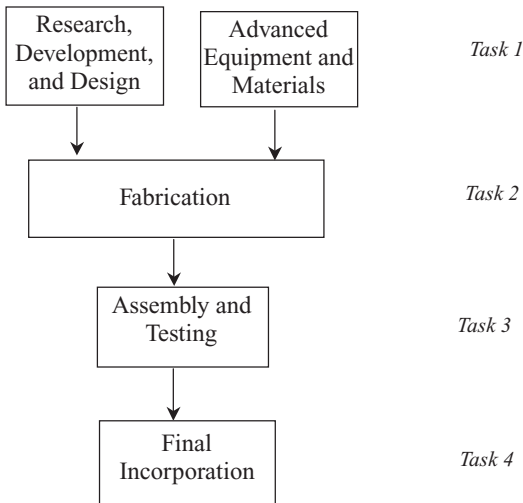 Research,
Development,
and Design
Advanced
Equipment and
Materials
Task 1
Fabrication
Task 2
Assembly and
Testing
Task 3
Final
Incorporation
Task 4